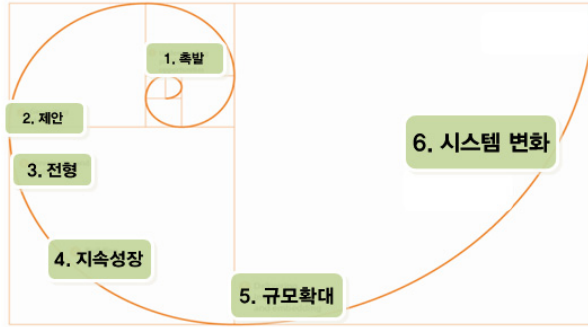 1. 촉발
2. 제안
3. 전형
4. 지속성장
5. 규모확대
6. 시스템 변화